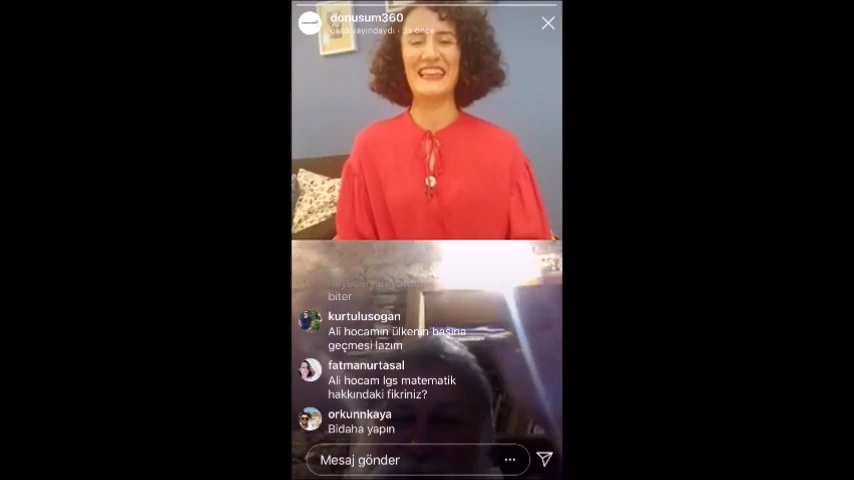 donusum360
biter
kurtulusogan
Ali hocamın ülkenin başına
geçmesi lazım
fatmanurtasal
Ali hocam lgs matematik
hakkındaki fikriniz?
orkunnkaya
Bidaha yapın
Mesaj gönder